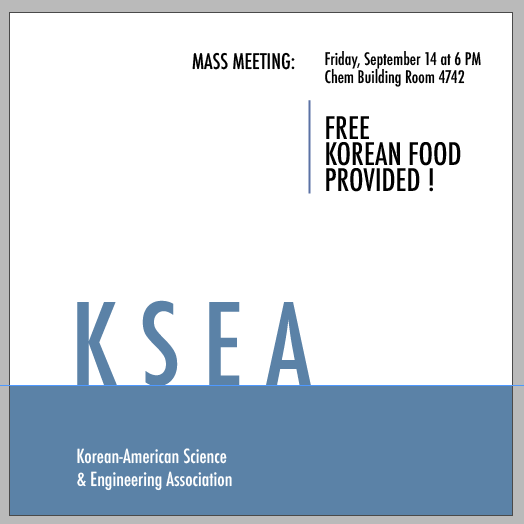 MASS MEETING:
Friday, September 14 at 6 PM
Chem Building Room 4742
FREE
KOREAN FOOD
PROVIDED !
KSEA
Korean-American Science
& Engineering Association